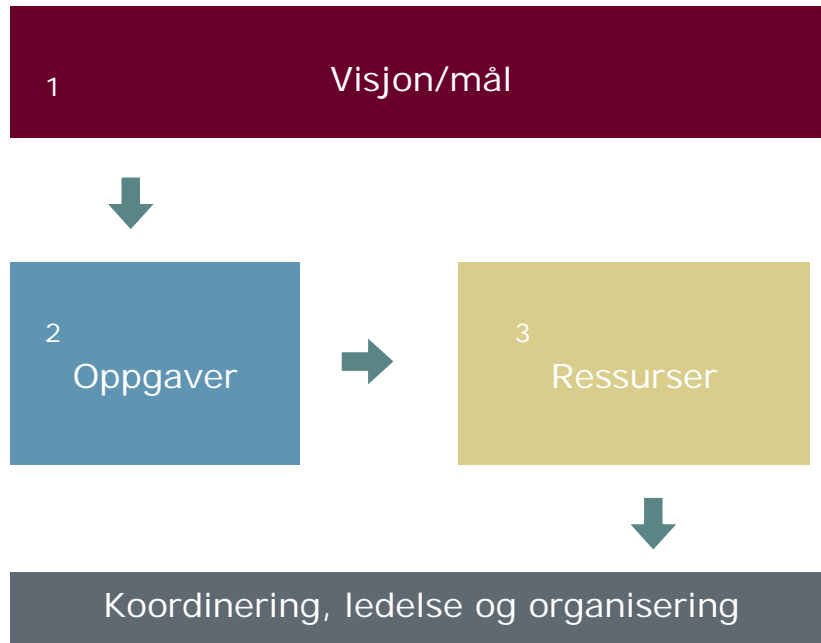 1
Visjon/mål
2
Oppgaver
3
Ressurser
Koordinering, ledelse og organisering